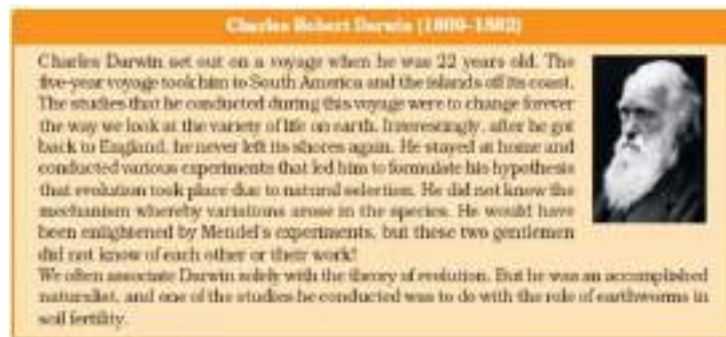 Charles Robert Darwin (1809–1882)
Charles Darwin set out on a voyage when he was 22 years old. The
five-year voyage took him to South America and the islands off its coast.
The studies that he conducted during this voyage were to change forever
the way we look at the variety of life on earth. Interestingly, after he got
back to England, he never left its shores again. He stayed at home and
conducted various experiments that led him to formulate his hypothesis
that evolution took place due to natural selection. He did not know the
mechanism whereby variations arose in the species. He would have
been enlightened by Mendel's experiments, but these two gentlemen
did not know of each other or their work!
We often associate Darwin solely with the theory of evolution. But he was an accomplished
naturalist, and one of the studies he conducted was to do with the role of earthworms in
soil fertility.